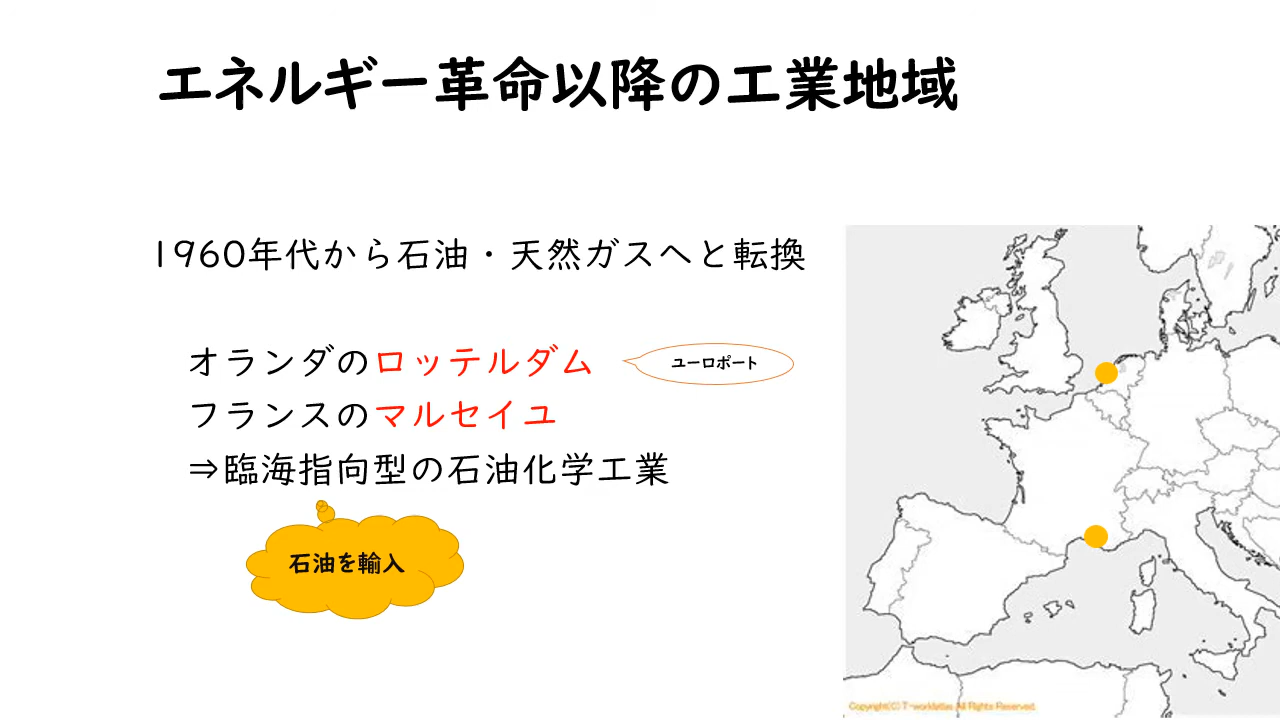 エネルギー革命以降の工業地域
1960年代から石油・天然ガスへと転換
オランダのロッテルダム
ユーロポート
フランスのマルセイユ
⇒臨海指向型の石油化学工業
石油を輸入
Copyright(C) T-worldatlas All Rights Reserved.